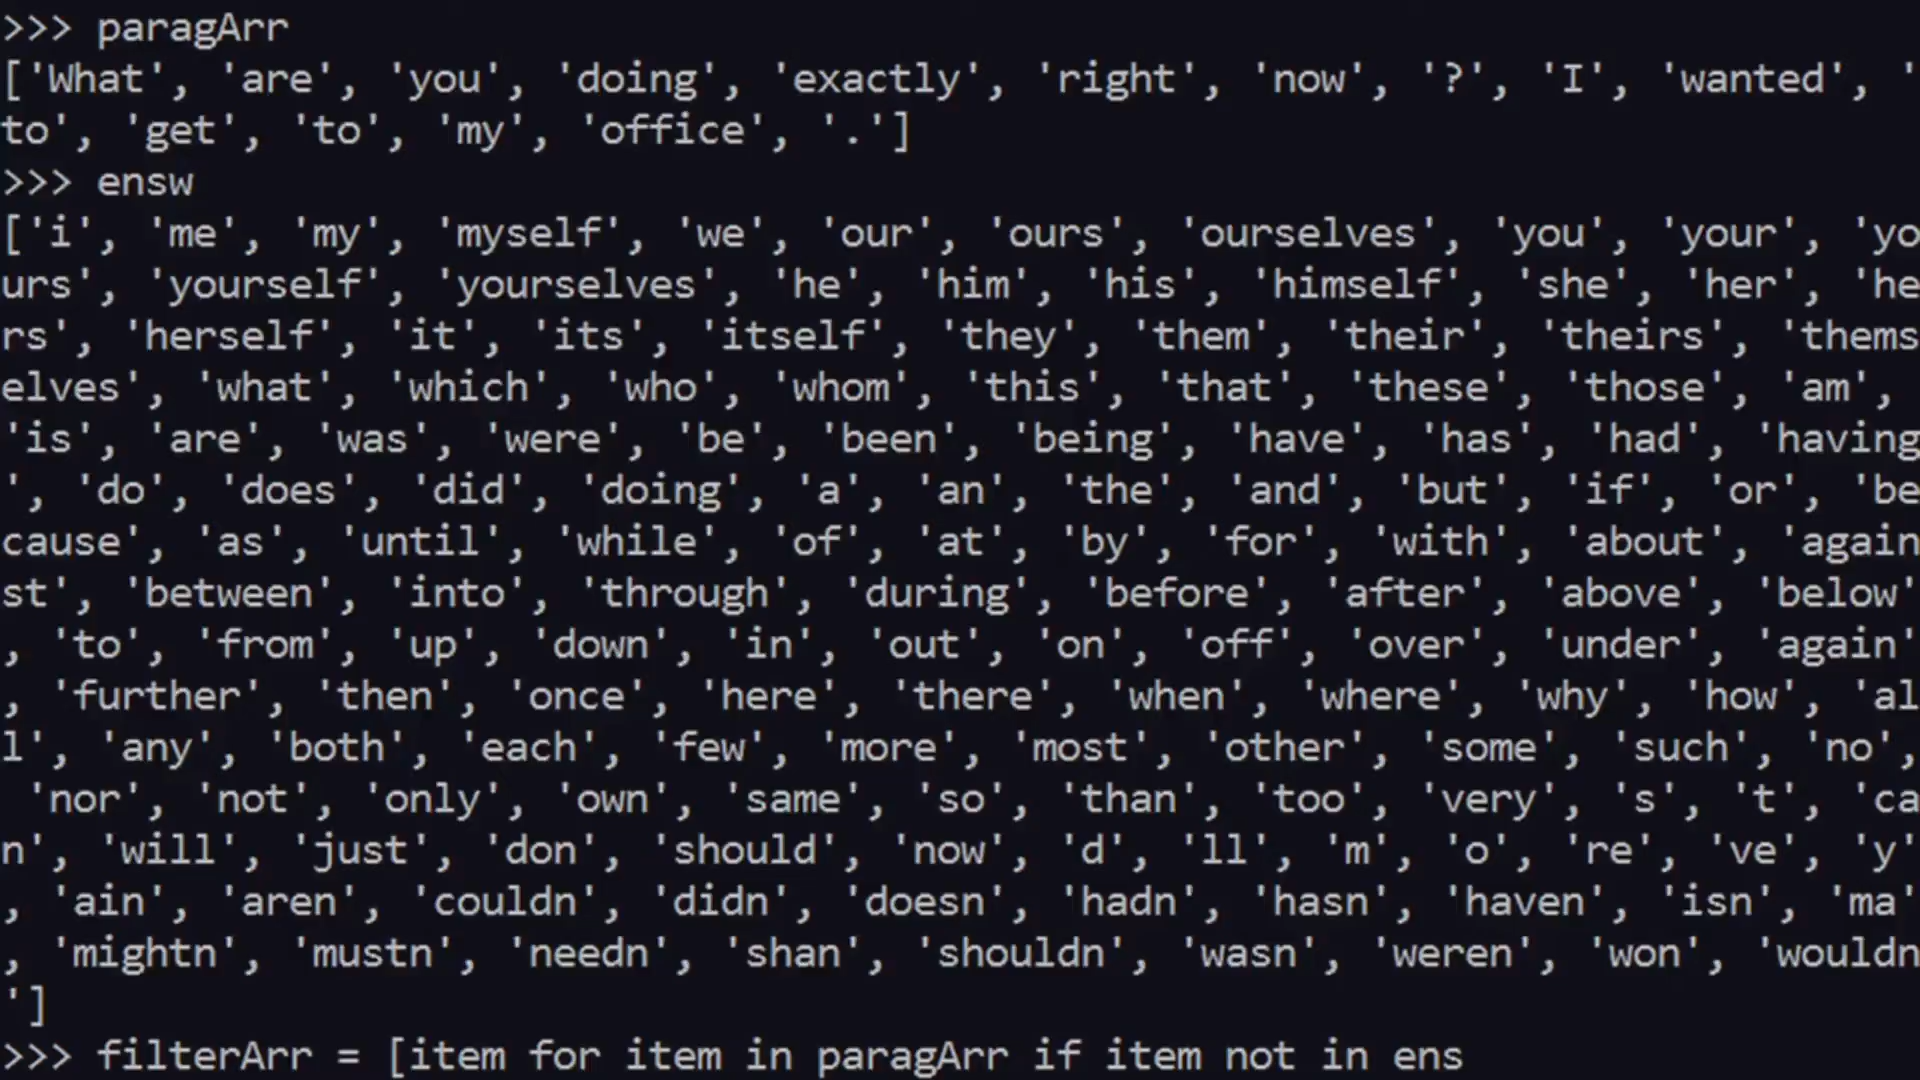 >>> paragArr
['What', 'are', 'you', 'doing', 'exactly', 'right', 'now', '?', 'I', 'wanted', '
to', 'get', 'to', 'my', 'office', '.']
>>> ensw
['i', 'me', 'my', 'myself', 'we', 'our', 'ours', 'ourselves', 'you', 'your', 'yo
urs', 'yourself', 'yourselves', 'he', 'him', 'his', 'himself', 'she', 'her', 'he
rs', 'herself', 'it', 'its', 'itself', 'they', 'them', 'their', 'theirs', 'thems
elves', 'what', 'which', 'who', 'whom', 'this', 'that', 'these', 'those', 'am',
'is', 'are', 'was', 'were', 'be', 'been', 'being', 'have', 'has', 'had', 'having
', 'do', 'does', 'did', 'doing', 'a', 'an', 'the', 'and', 'but', 'if', 'or', 'be
cause', 'as', 'until', 'while', 'of', 'at', 'by', 'for', 'with', 'about', 'again
st', 'between', 'into', 'through', 'during', 'before', 'after', 'above', 'below'
, 'to', 'from', 'up', 'down', 'in', 'out', 'on', 'off', 'over', 'under', 'again'
, 'further', 'then', 'once', 'here', 'there', 'when', 'where', 'why', 'how', 'al
l', 'any', 'both', 'each', 'few', 'more', 'most', 'other', 'some', 'such', 'no',
 'nor', 'not', 'only', 'own', 'same', 'so', 'than', 'too', 'very', 's', 't', 'ca
n', 'will', 'just', 'don', 'should', 'now', 'd', 'll', 'm', 'o', 're', 've', 'y'
, 'ain', 'aren', 'couldn', 'didn', 'doesn', 'hadn', 'hasn', 'haven', 'isn', 'ma'
, 'mightn', 'mustn', 'needn', 'shan', 'shouldn', 'wasn', 'weren', 'won', 'wouldn
']
>>> filterArr = [item for item in paragArr if item not in ens